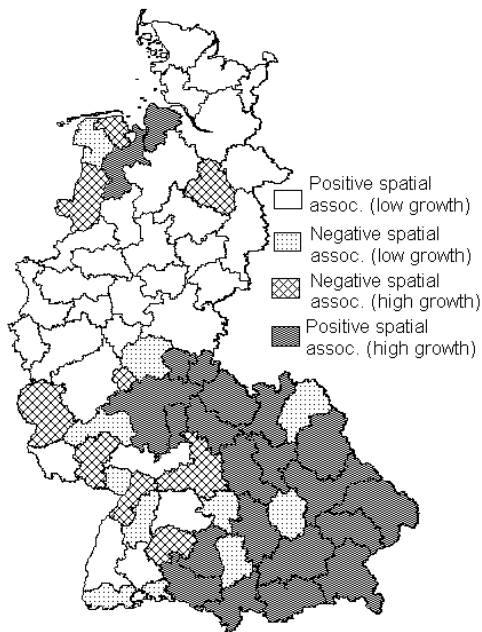 Positive spatial
assoc. (low growth)
Negative spatial
assoc. (low growth)
Negative spatial
assoc. (high growth)
Positive spatial
assoc. (high growth)